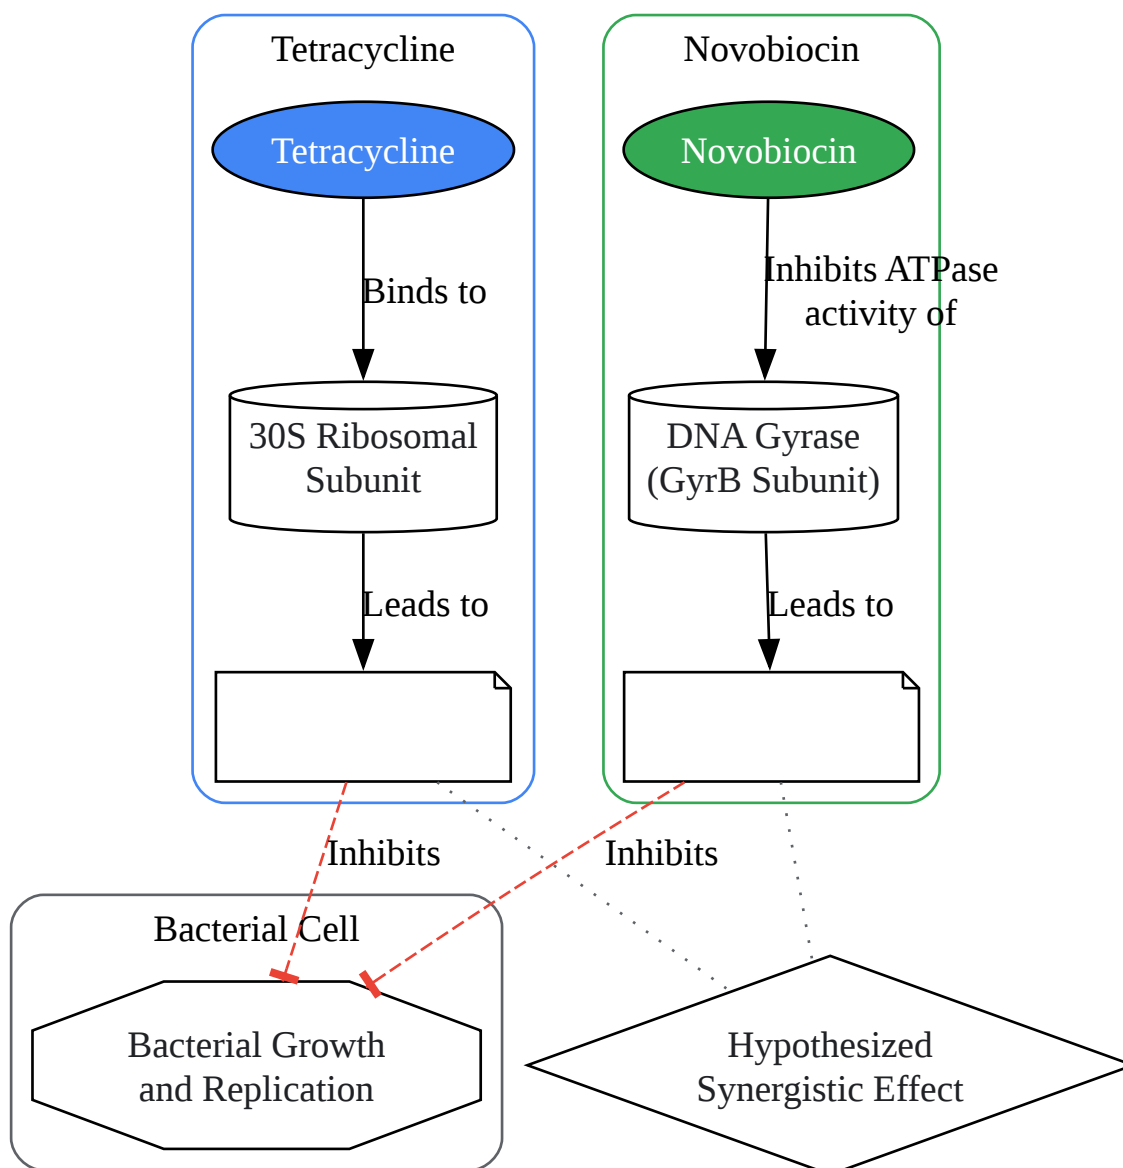 Tetracycline
Novobiocin
Tetracycline
Novobiocin
Binds to
Inhibits ATPase
activity of
30S Ribosomal
Subunit
DNA Gyrase
(GyrB Subunit)
Leads to
Leads to
Inhibits
Inhibits
Bacterial Cell
Bacterial Growth
and Replication
Hypothesized
Synergistic Effect